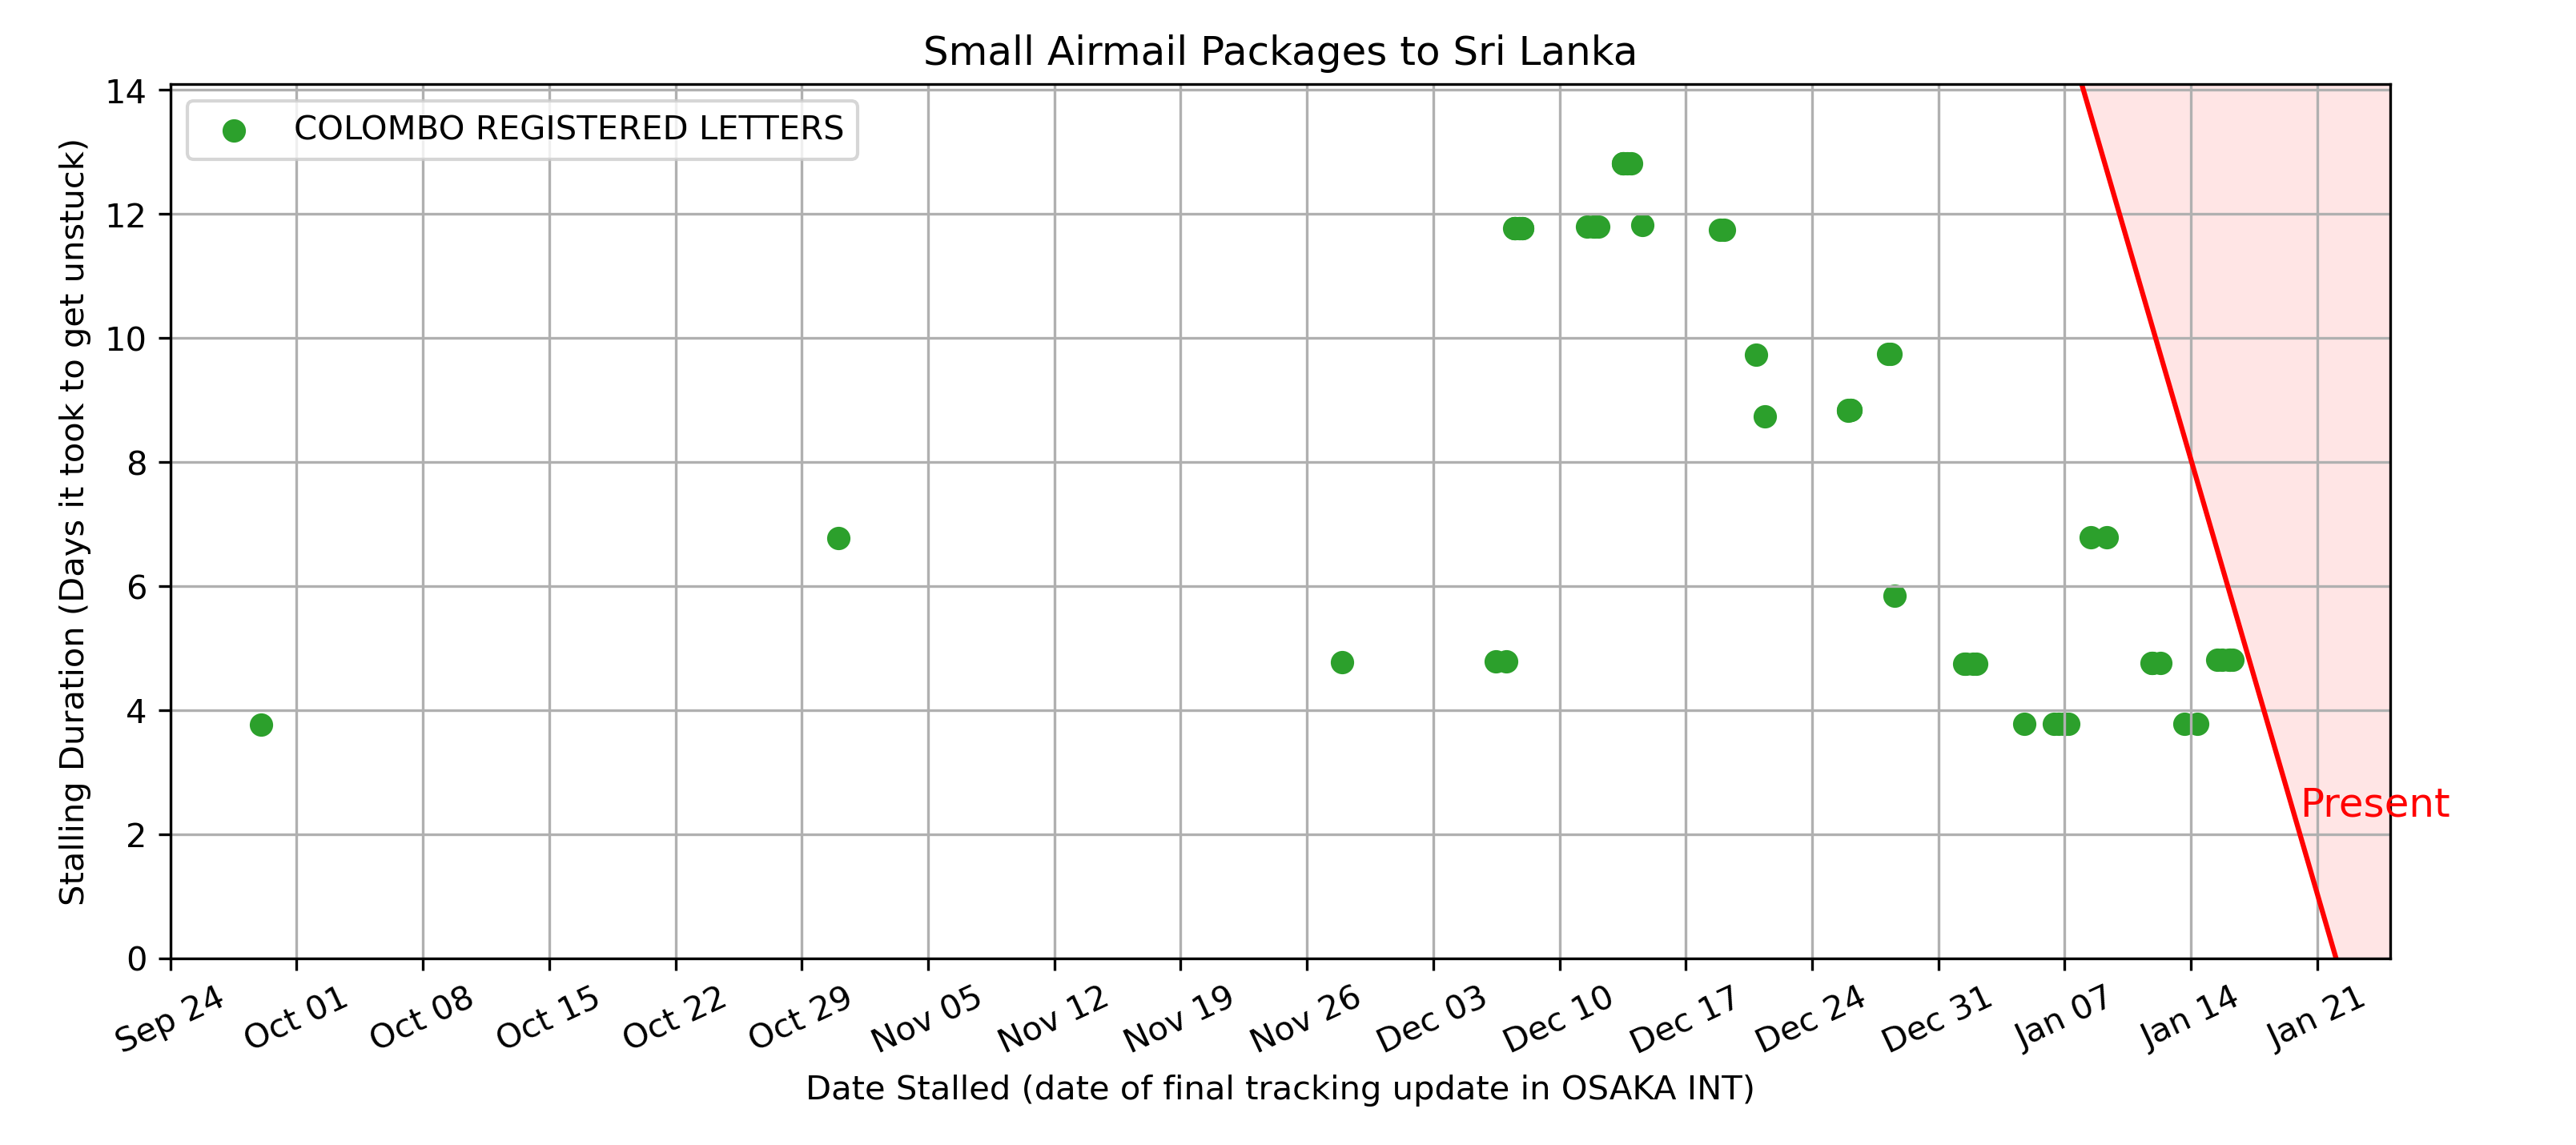 Small Airmail Packages to Sri Lanka
COLOMBO REGISTERED LETTERS
Stalling Duration (Days it took to get unstuck)
14
12
10
8
6
4
2
0
Present
Sep 24
Oct 01
Oct 08
Oct 15
Oct 22
Oct 29
Nov 05
Nov 12
Nov 19
Nov 26
Dec 03
Dec 10
Dec 17
Dec 24
Dec 31
Jan 07
Jan 14
Jan 21
Date Stalled (date of final tracking update in OSAKA INT)